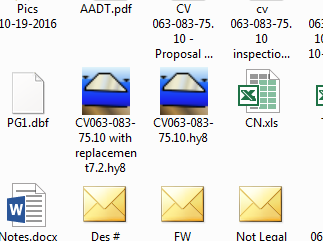 Pics AADT.pdf CV cv
10-19-2016 063-083-75. 063-083-75.
10 - 10
Proposal ... inspectio... 10-
PG1.dbf CV063-083- CV063-083- CN.xls
75.10 with 75.10.hy8
replacemen
t7.2.hy8
Notes.docx Des # FW Not Legal